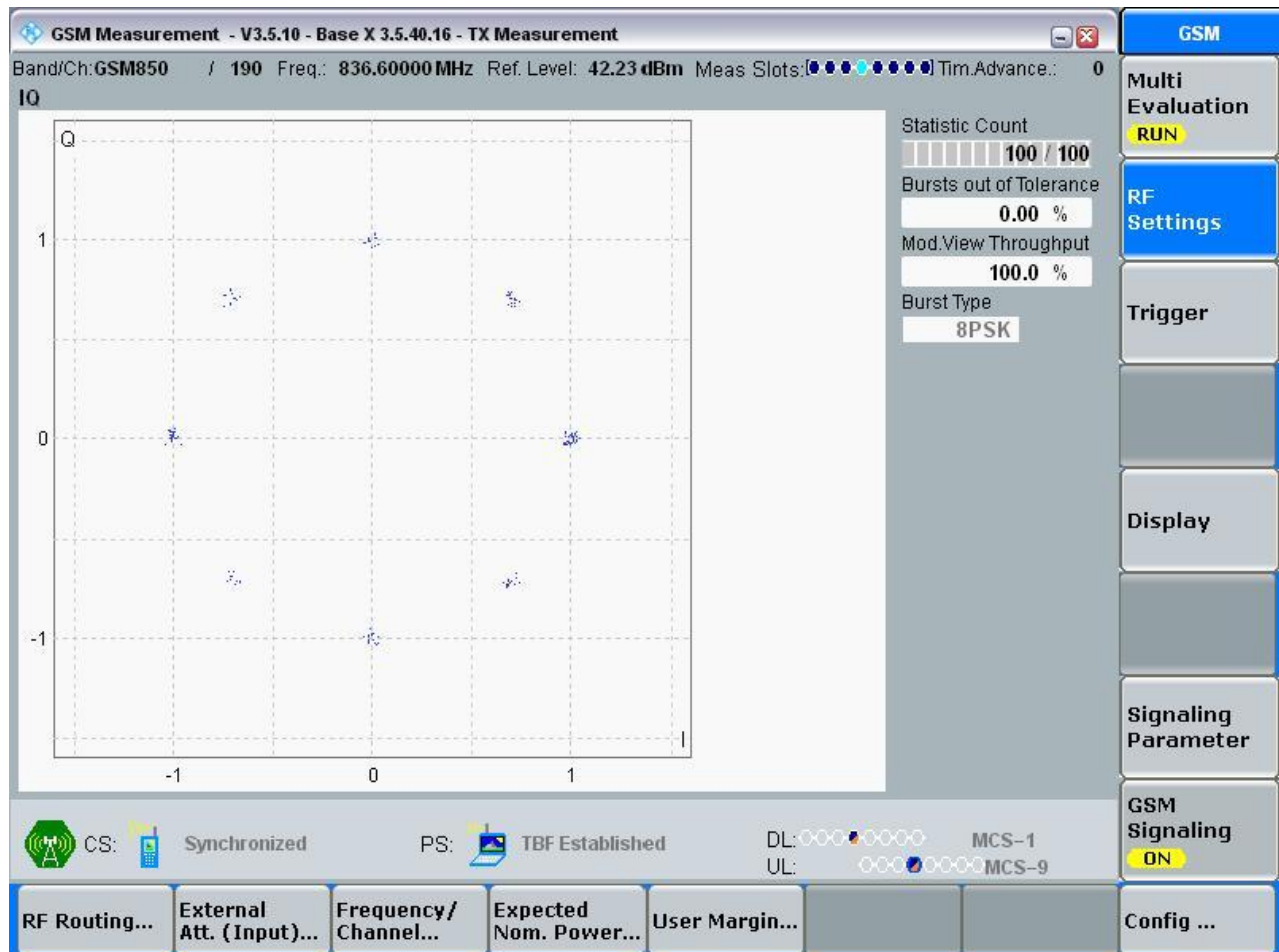 GSM Measurement - V3.5.10 - Base X 3.5.40.16 - TX Measurement
GSM
Band/Ch:GSM850 / 190 Freq.: 836.60000 MHz Ref. Level: 42.23 dBm Meas Slots: Tim.Advance.: 0
IQ
Multi
Evaluation
RUN
Q
Statistic Count
100 / 100
Bursts out of Tolerance
0.00 %
Mod.View Throughput
100.0 %
Burst Type
8PSK
1
0
-1
I
-1 0 1
RF
Settings
Trigger
Display
Signaling
Parameter
GSM
Signaling
ON
CS: Synchronized PS: TBF Established DL: MCS-1
UL: MCS-9
RF Routing...
External
Att. (Input)...
Frequency/
Channel...
Expected
Nom. Power...
User Margin...
Config ...